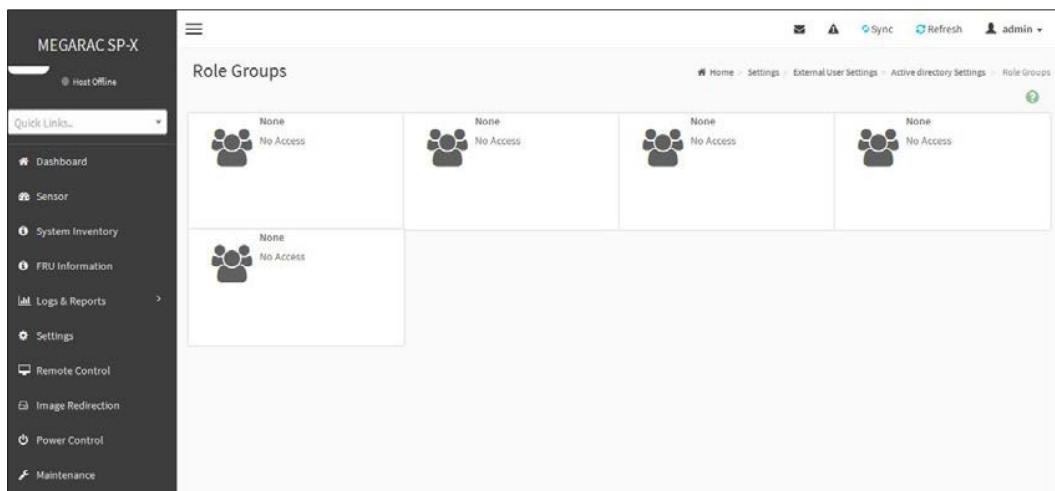 MEGARAC SP-X
Host Offline
Quick Links...
Dashboard
Sensor
System Inventory
FRU Information
Logs & Reports
Settings
Remote Control
Image Redirection
Power Control
Maintenance
Sync Refresh admin
Role Groups
Home > Settings > External User Settings > Active directory Settings > Role Groups
None
No Access
None
No Access
None
No Access
None
No Access
None
No Access